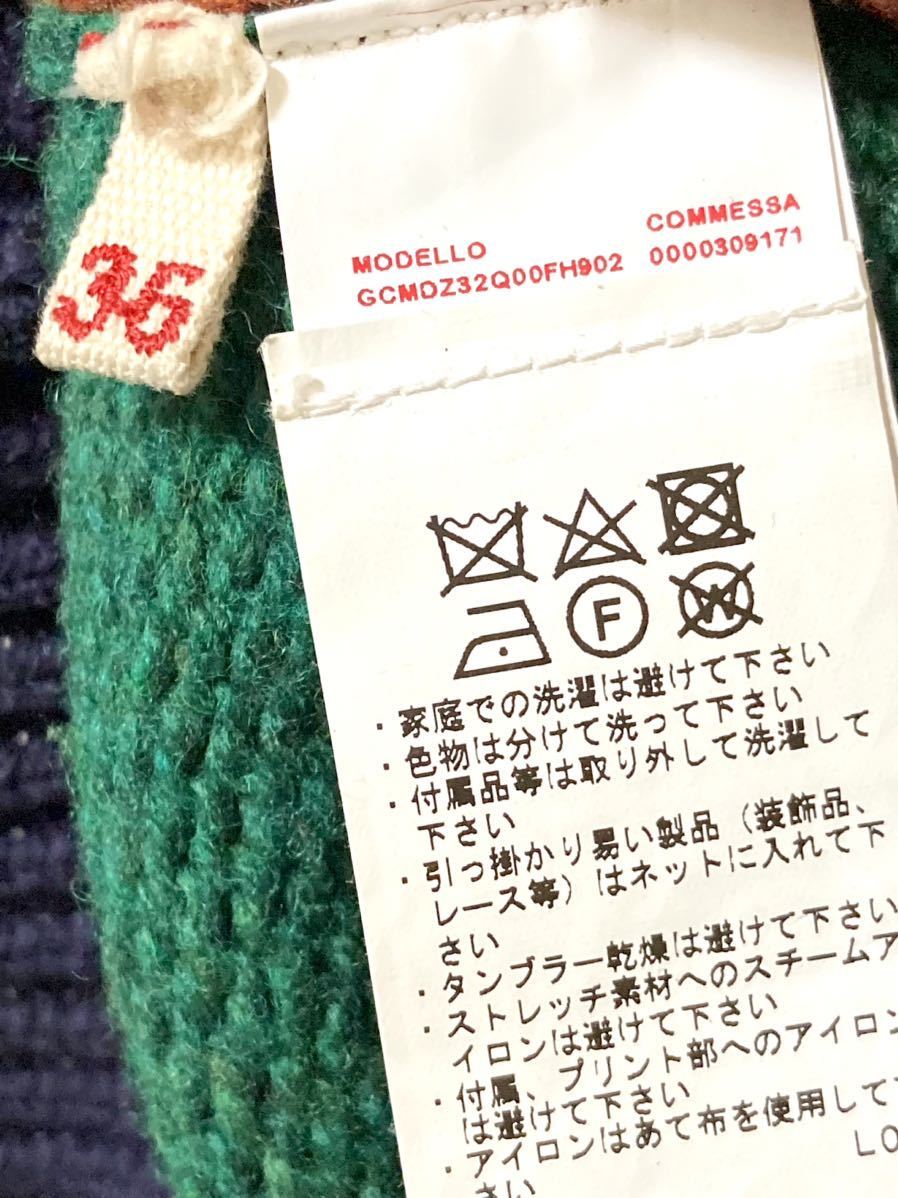 36
MODELLO COMMESSA
GCMDZ32Q00FH902 0000309171
F
W
・家庭での洗濯は避けて下さい
・色物は分けて洗って下さい
・付属品等は取り外して洗濯して
下さい
・引っ掛かり易い製品（装飾品、
レース等）はネットに入れて下
さい
・タンブラー乾燥は避けて下さい
・ストレッチ素材へのスチームア
イロンは避けて下さい
・付属、プリント部へのアイロン
は避けて下さい
・アイロンはあて布を使用して下
さい
LO